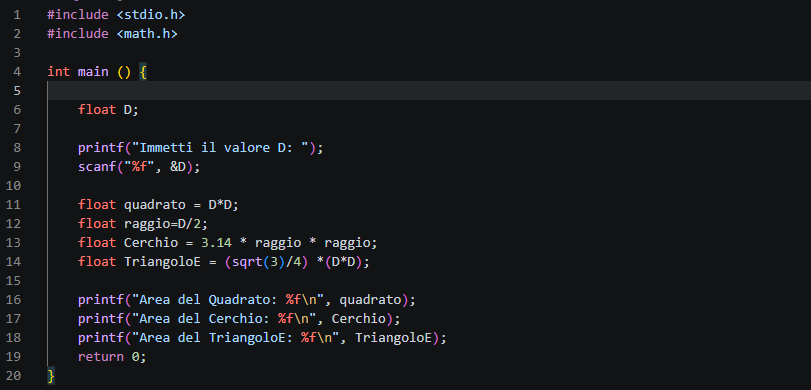 1 #include <stdio.h>
2 #include <math.h>
3
4 int main () {
5
6 float D;
7
8 printf("Immetti il valore D: ");
9 scanf("%f", &D);
10
11 float quadrato = D*D;
12 float raggio=D/2;
13 float Cerchio = 3.14 * raggio * raggio;
14 float TriangoloE = (sqrt(3)/4) *(D*D);
15
16 printf("Area del Quadrato: %f\n", quadrato);
17 printf("Area del Cerchio: %f\n", Cerchio);
18 printf("Area del TriangoloE: %f\n", TriangoloE);
19 return 0;
20 }